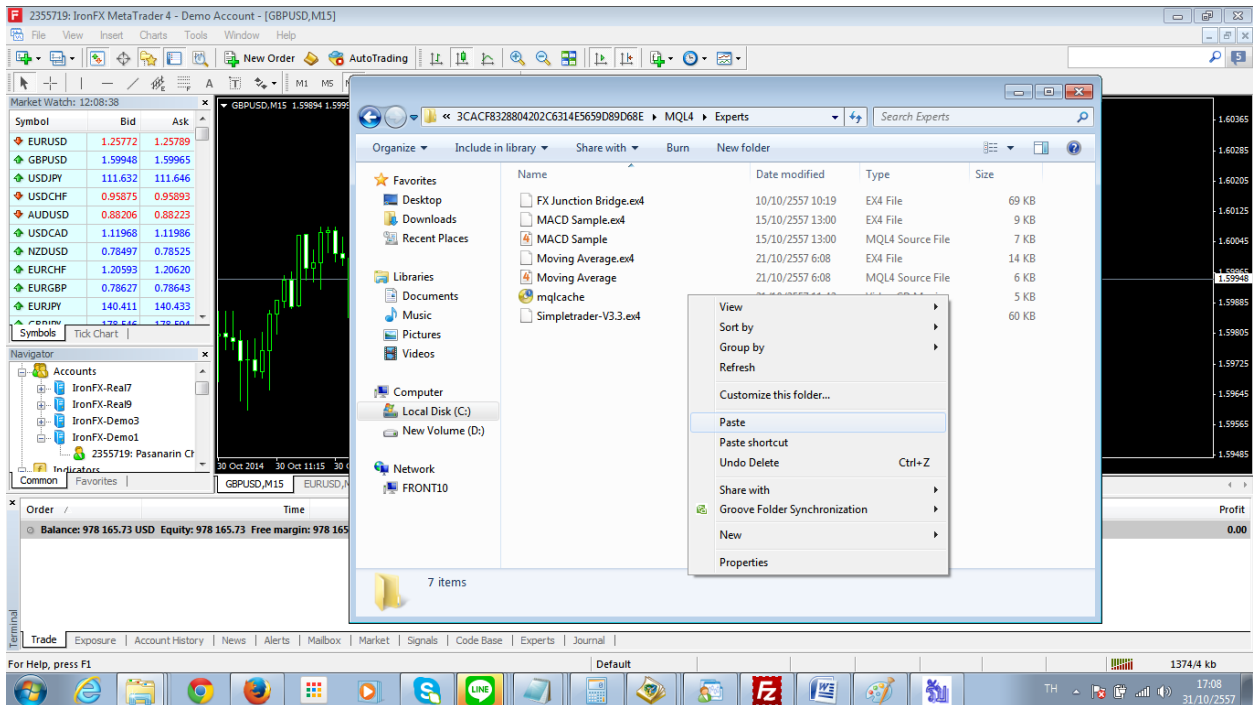 2355719: IronFX MetaTrader 4 - Demo Account - [GBPUSD,M15]
File View Insert Charts Tools Window Help
New Order AutoTrading
A T M1 M5
5
Market Watch: 12:08:38
Symbol Bid Ask
EURUSD 1.25772 1.25789
GBPUSD 1.59948 1.59965
USDJPY 111.632 111.646
USDCHF 0.95875 0.95893
AUDUSD 0.88206 0.88223
USDCAD 1.11968 1.11986
NZDUSD 0.78497 0.78525
EURCHF 1.20593 1.20620
EURGBP 0.78627 0.78643
EURJPY 140.411 140.433
Symbols Tick Chart
Navigator
Accounts
IronFX-Real7
IronFX-Real9
IronFX-Demo3
IronFX-Demo1
2355719: Pasanarin Ch
Indicators
Common Favorites
GBPUSD,M15 1.59894 1.5999
30 Oct 2014 30 Oct 11:15 30
GBPUSD,M15 EURUSD,
1.60365
1.60285
1.60205
1.60125
1.60045
1.59965
1.59948
1.59885
1.59805
1.59725
1.59645
1.59565
1.59485
« 3CACF8328804202C6314E5659D89D68E MQL4 Experts
Search Experts
Organize Include in library Share with Burn New folder
Favorites
Desktop
Downloads
Recent Places
Libraries
Documents
Music
Pictures
Videos
Computer
Local Disk (C:)
New Volume (D:)
Network
FRONT10
Name Date modified Type Size
FX Junction Bridge.ex4 10/10/2557 10:19 EX4 File 69 KB
MACD Sample.ex4 15/10/2557 13:00 EX4 File 9 KB
MACD Sample 15/10/2557 13:00 MQL4 Source File 7 KB
Moving Average.ex4 21/10/2557 6:08 EX4 File 14 KB
Moving Average 21/10/2557 6:08 MQL4 Source File 6 KB
mqlcache 5 KB
Simpletrader-V3.3.ex4 60 KB
View
Sort by
Group by
Refresh
Customize this folder...
Paste
Paste shortcut
Undo Delete Ctrl+Z
Share with
Groove Folder Synchronization
New
Properties
7 items
Order / Time Profit
Balance: 978 165.73 USD Equity: 978 165.73 Free margin: 978 165 0.00
Terminal
Trade Exposure Account History News Alerts Mailbox Market Signals Code Base Experts Journal
For Help, press F1 Default 1374/4 kb
LINE
TH 17:08
31/10/2557